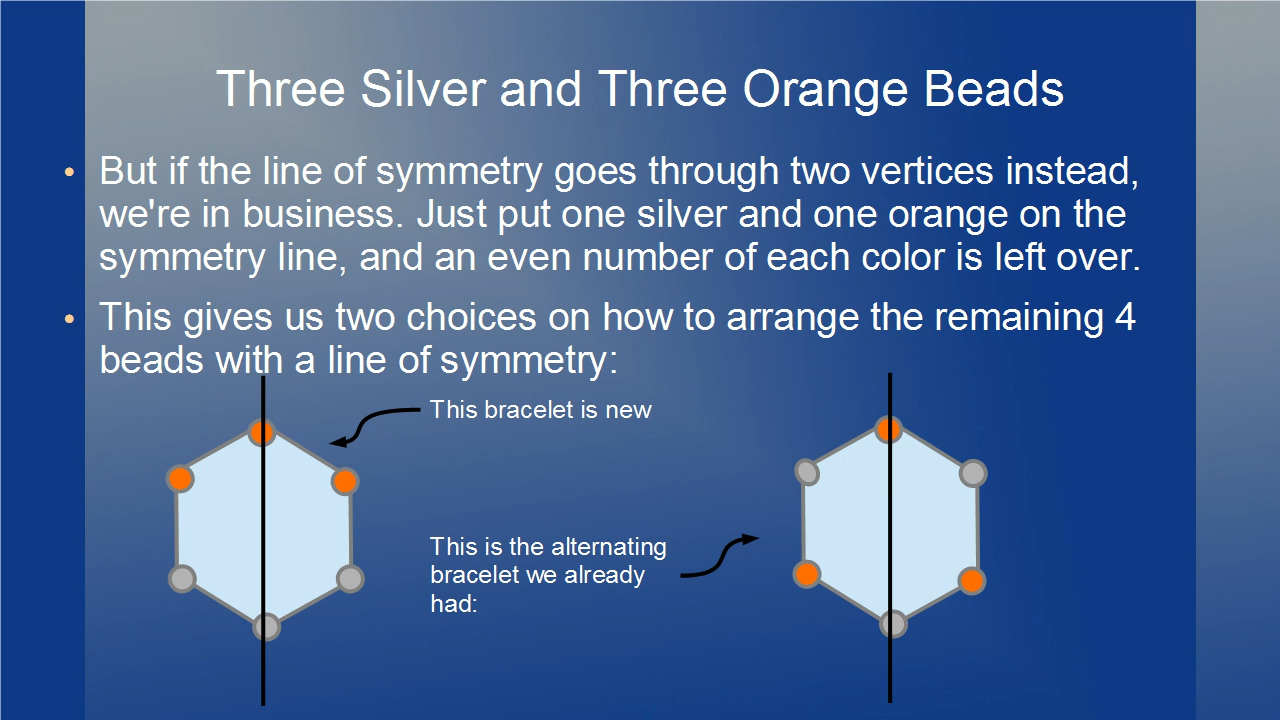 Three Silver and Three Orange Beads
• But if the line of symmetry goes through two vertices instead,
we're in business. Just put one silver and one orange on the
symmetry line, and an even number of each color is left over.
• This gives us two choices on how to arrange the remaining 4
beads with a line of symmetry:
This bracelet is new
This is the alternating
bracelet we already
had: